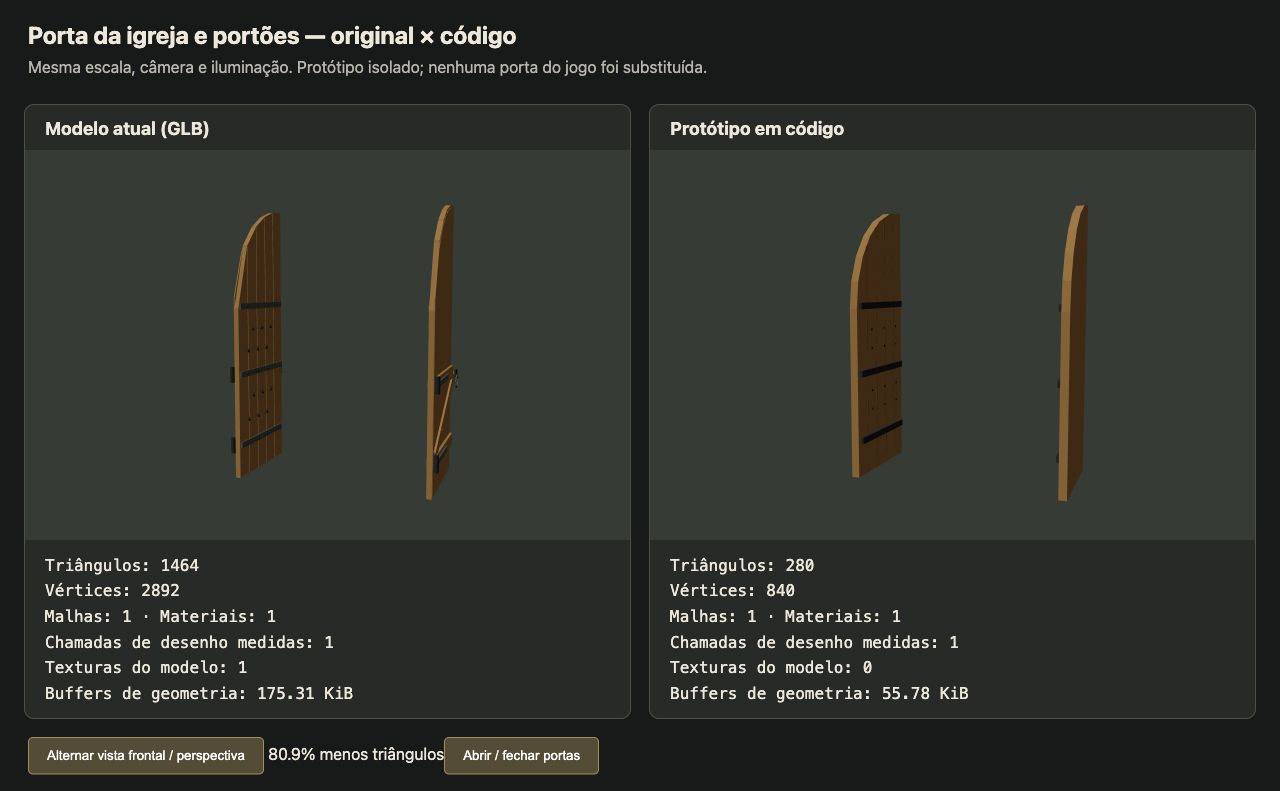 Porta da igreja e portões — original × código
Mesma escala, câmera e iluminação. Protótipo isolado; nenhuma porta do jogo foi substituída.
Modelo atual (GLB)
Triângulos: 1464
Vértices: 2892
Malhas: 1 · Materiais: 1
Chamadas de desenho medidas: 1
Texturas do modelo: 1
Buffers de geometria: 175.31 KiB
Protótipo em código
Triângulos: 280
Vértices: 840
Malhas: 1 · Materiais: 1
Chamadas de desenho medidas: 1
Texturas do modelo: 0
Buffers de geometria: 55.78 KiB
Alternar vista frontal / perspectiva
80.9% menos triângulos
Abrir / fechar portas